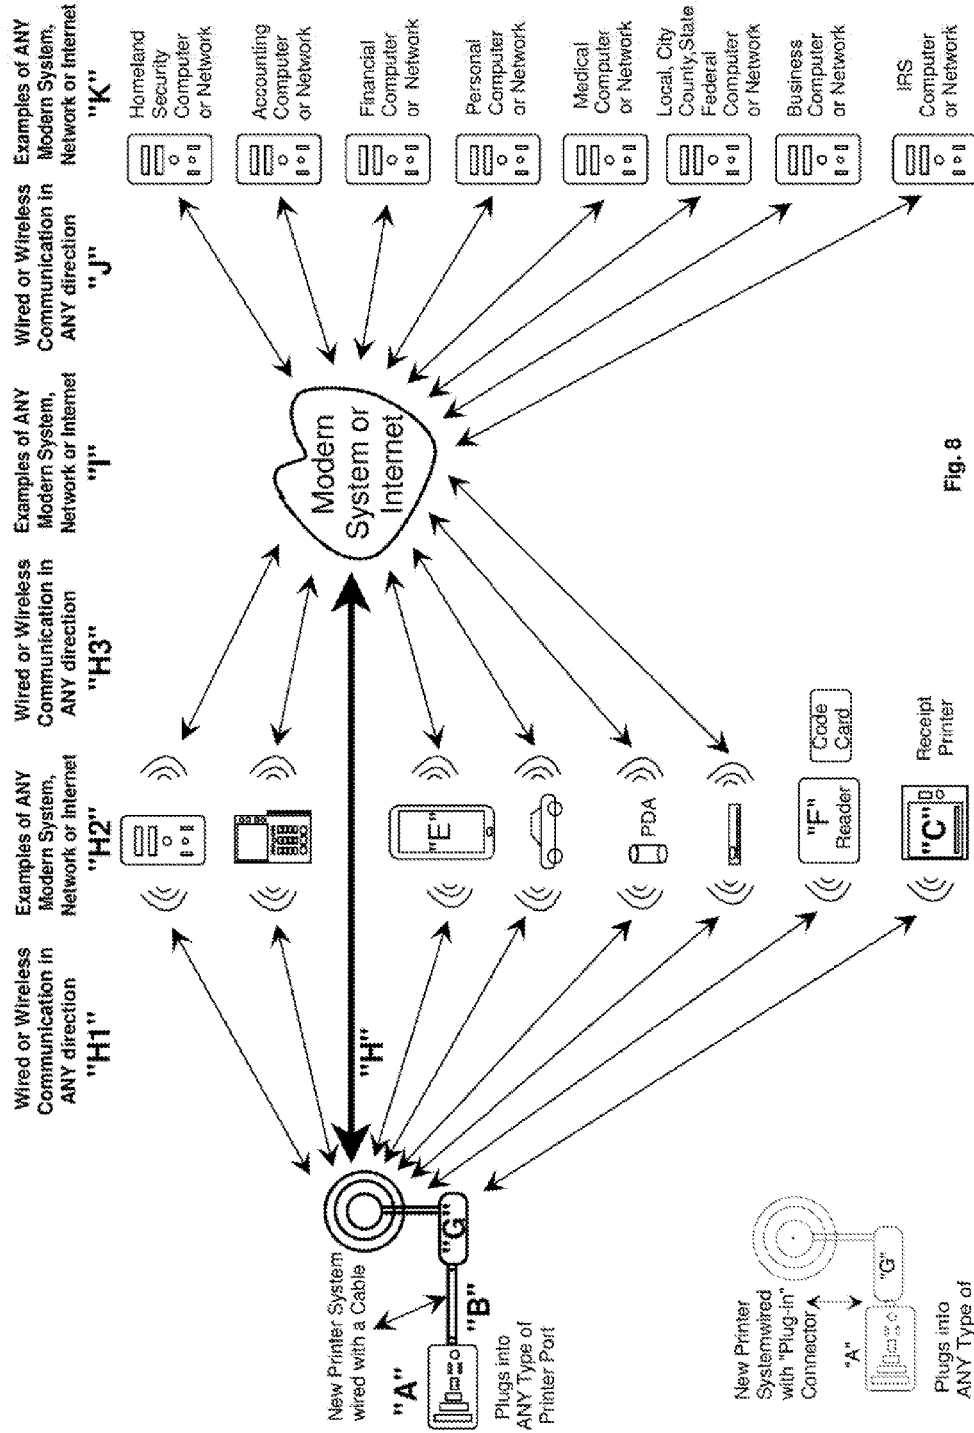 Wired or Wireless
Communication in
ANY direction
"H1"
Examples of ANY
Modern System,
Network or Internet
"H2"
Wired or Wireless
Communication in
ANY direction
"H3"
Examples of ANY
Modern System,
Network or Internet
"I"
Wired or Wireless
Communication in
ANY direction
"J"
Examples of ANY
Modern System,
Network or Internet
"K"
New Printer System
wired with a Cable
"A"
"B"
"G"
Plugs into
ANY Type of
Printer Port
"H"
"E"
PDA
"F"
Reader
Code
Card
"C"
Receipt
Printer
Modern
System or
Internet
Homeland
Security
Computer
or Network
Accounting
Computer
or Network
Financial
Computer
or Network
Personal
Computer
or Network
Medical
Computer
or Network
Local, City
County,State
Federal
Computer
or Network
Business
Computer
or Network
IRS
Computer
or Network
New Printer
Systemwired
with "Plug-in"
Connector
"A"
"G"
Plugs into
ANY Type of
Fig. 8